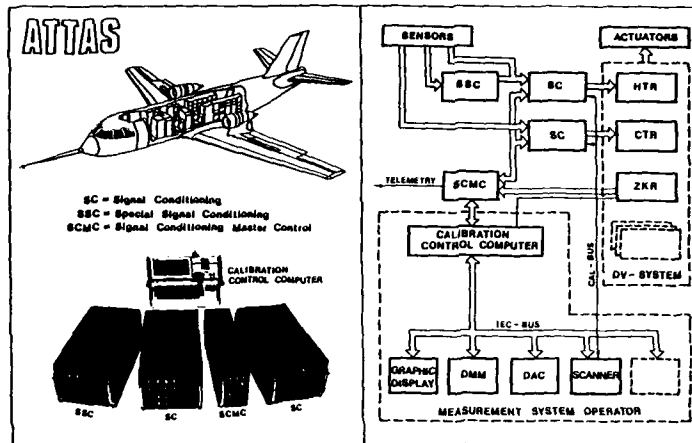 ATTAS
SC = Signal Conditioning
SSC = Special Signal Conditioning
SCMC = Signal Conditioning Master Control
CALIBRATION
CONTROL COMPUTER
SSC
SC
SCMC
SC
SENSORS
ACTUATORS
SSC
SC
HTR
SC
CTR
TELEMETRY
SCMC
ZKR
CALIBRATION
CONTROL COMPUTER
CAL-BUS
DV-SYSTEM
IEC-BUS
GRAPHIC
DISPLAY
DMM
DAC
SCANNER
MEASUREMENT SYSTEM OPERATOR